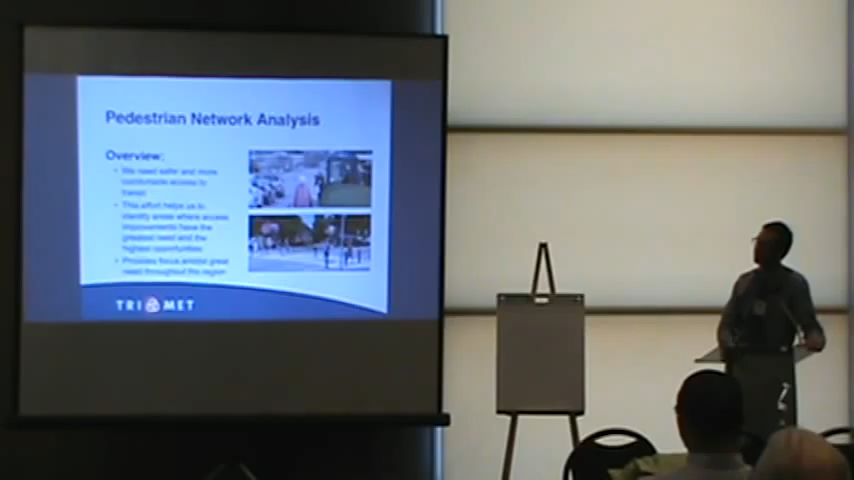 Pedestrian Network Analysis
Overview:
We need safer and more
comfortable access to
transit
This effort helps us to
identify areas where access
improvements have the
greatest need and the
highest opportunities
Provides focus amidst great
need throughout the region
TRI MET